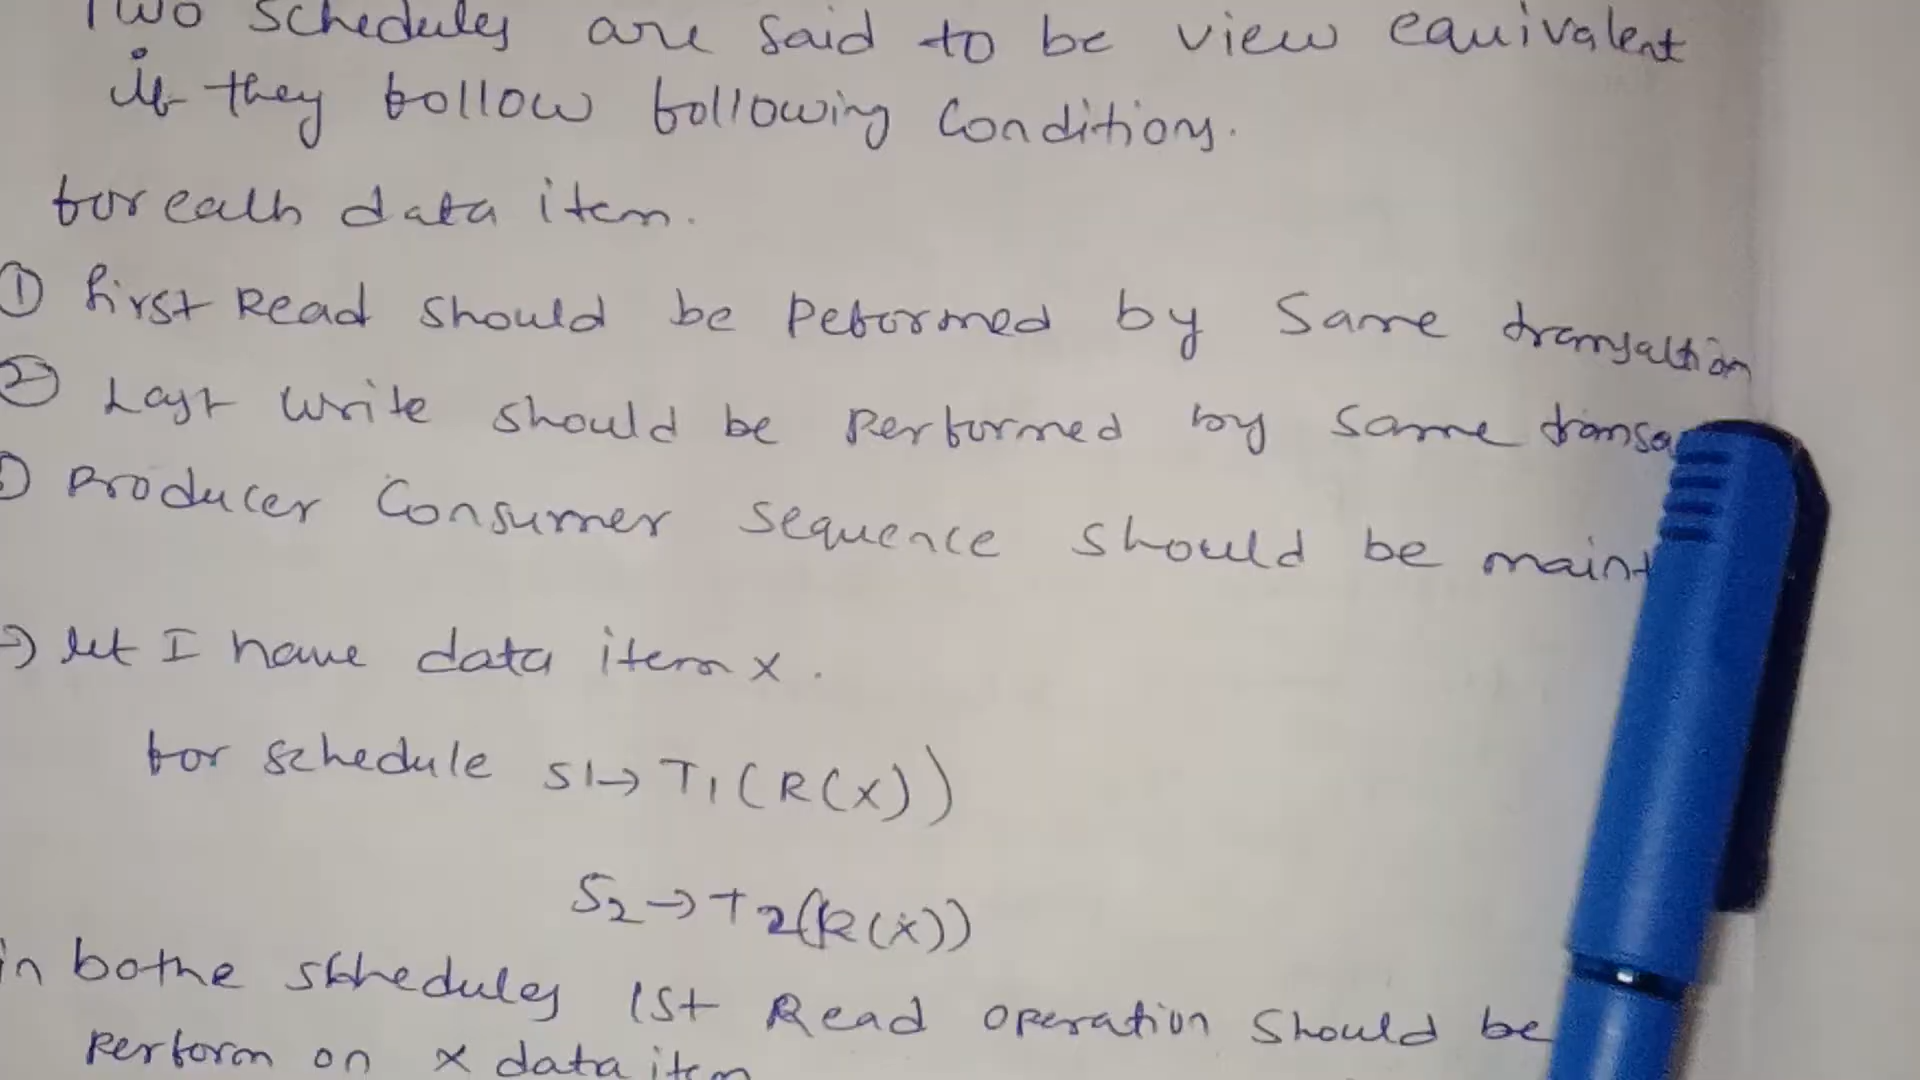 Two Schedules are Said to be view equivalent
if they follow following Conditions.
for each data item.
① first Read should be Peformed by Same transaction
② Last write should be Performed by same transa
Producer Consumer sequence should be maint
→ let I have data item x.
for schedule S1→ T1(R(X))
S2→T2(R(X))
in bothe schedules 1st Read operation should be
Perform on x data item